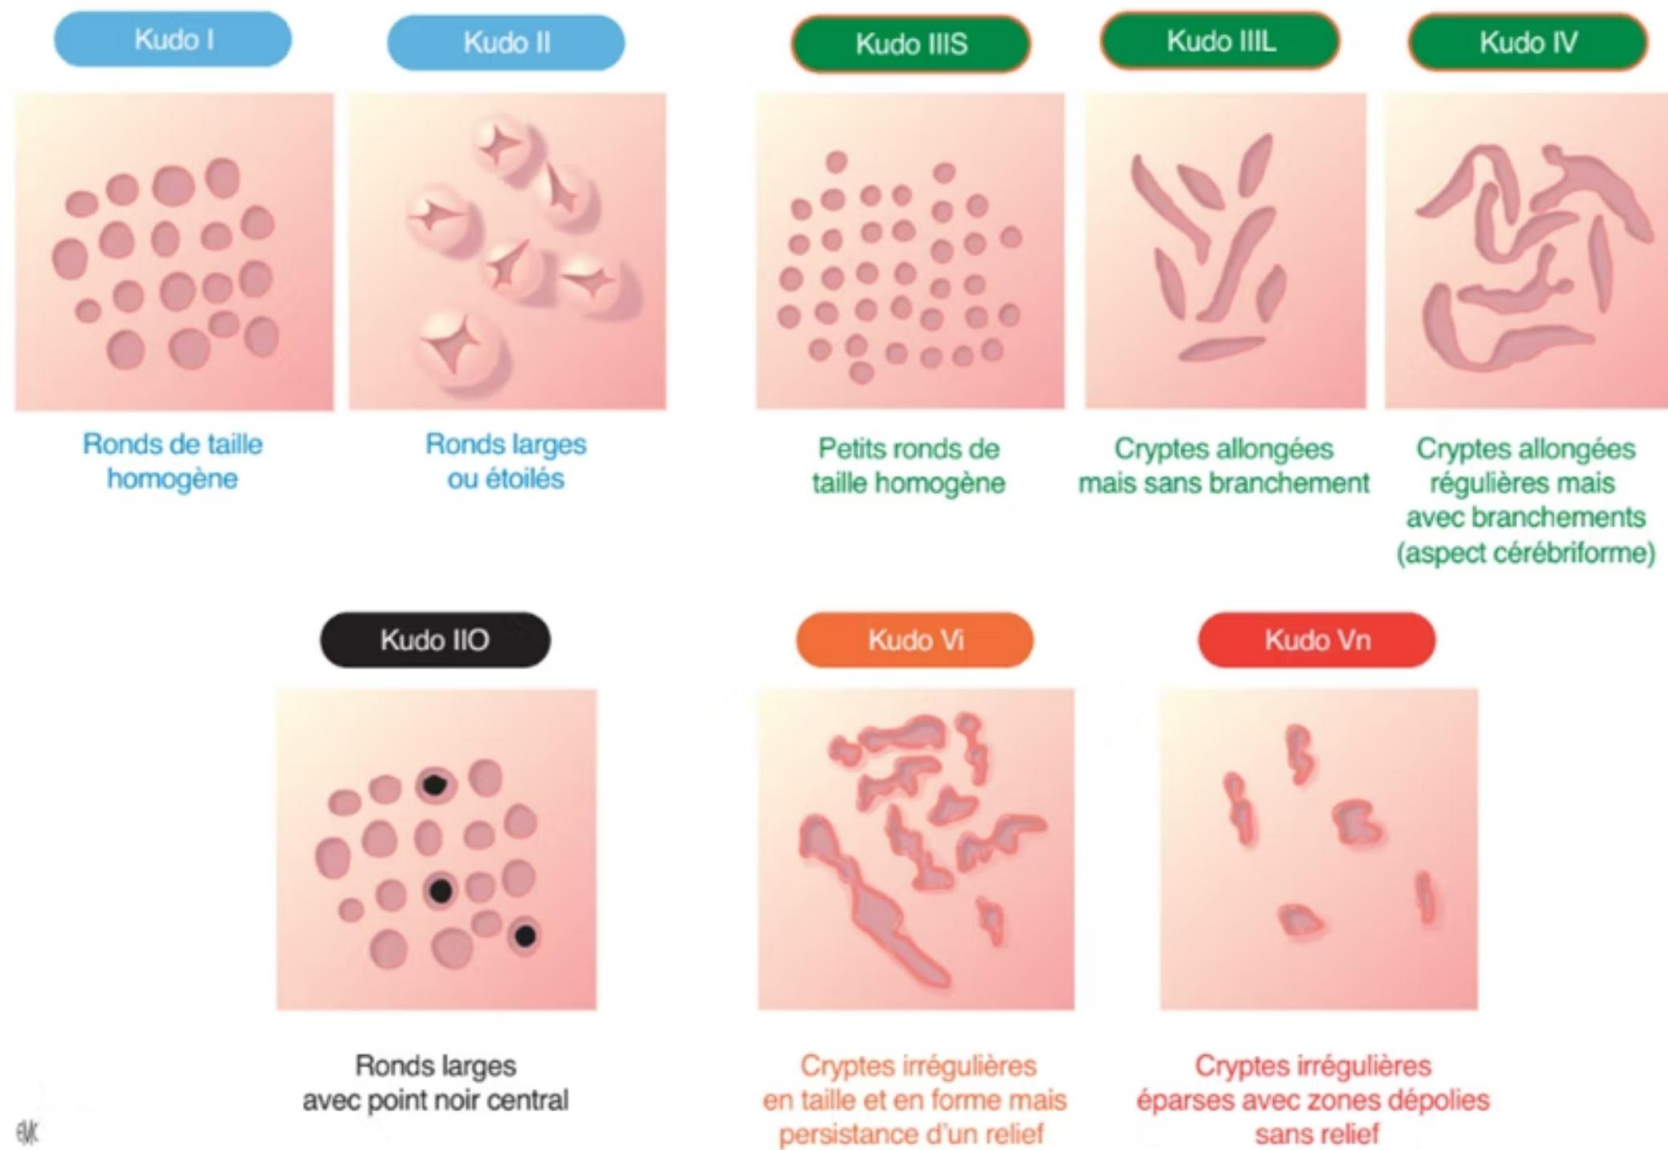 Kudo I
Kudo II
Kudo IIIS
Kudo IIIL
Kudo IV
Ronds de taille
homogène
Ronds larges
ou étoilés
Petits ronds de
taille homogène
Cryptes allongées
mais sans branchement
Cryptes allongées
régulières mais
avec branchements
(aspect cérébriforme)
Kudo IIO
Kudo Vi
Kudo Vn
Ronds larges
avec point noir central
Cryptes irrégulières
en taille et en forme mais
persistance d'un relief
Cryptes irrégulières
éparses avec zones dépolies
sans relief